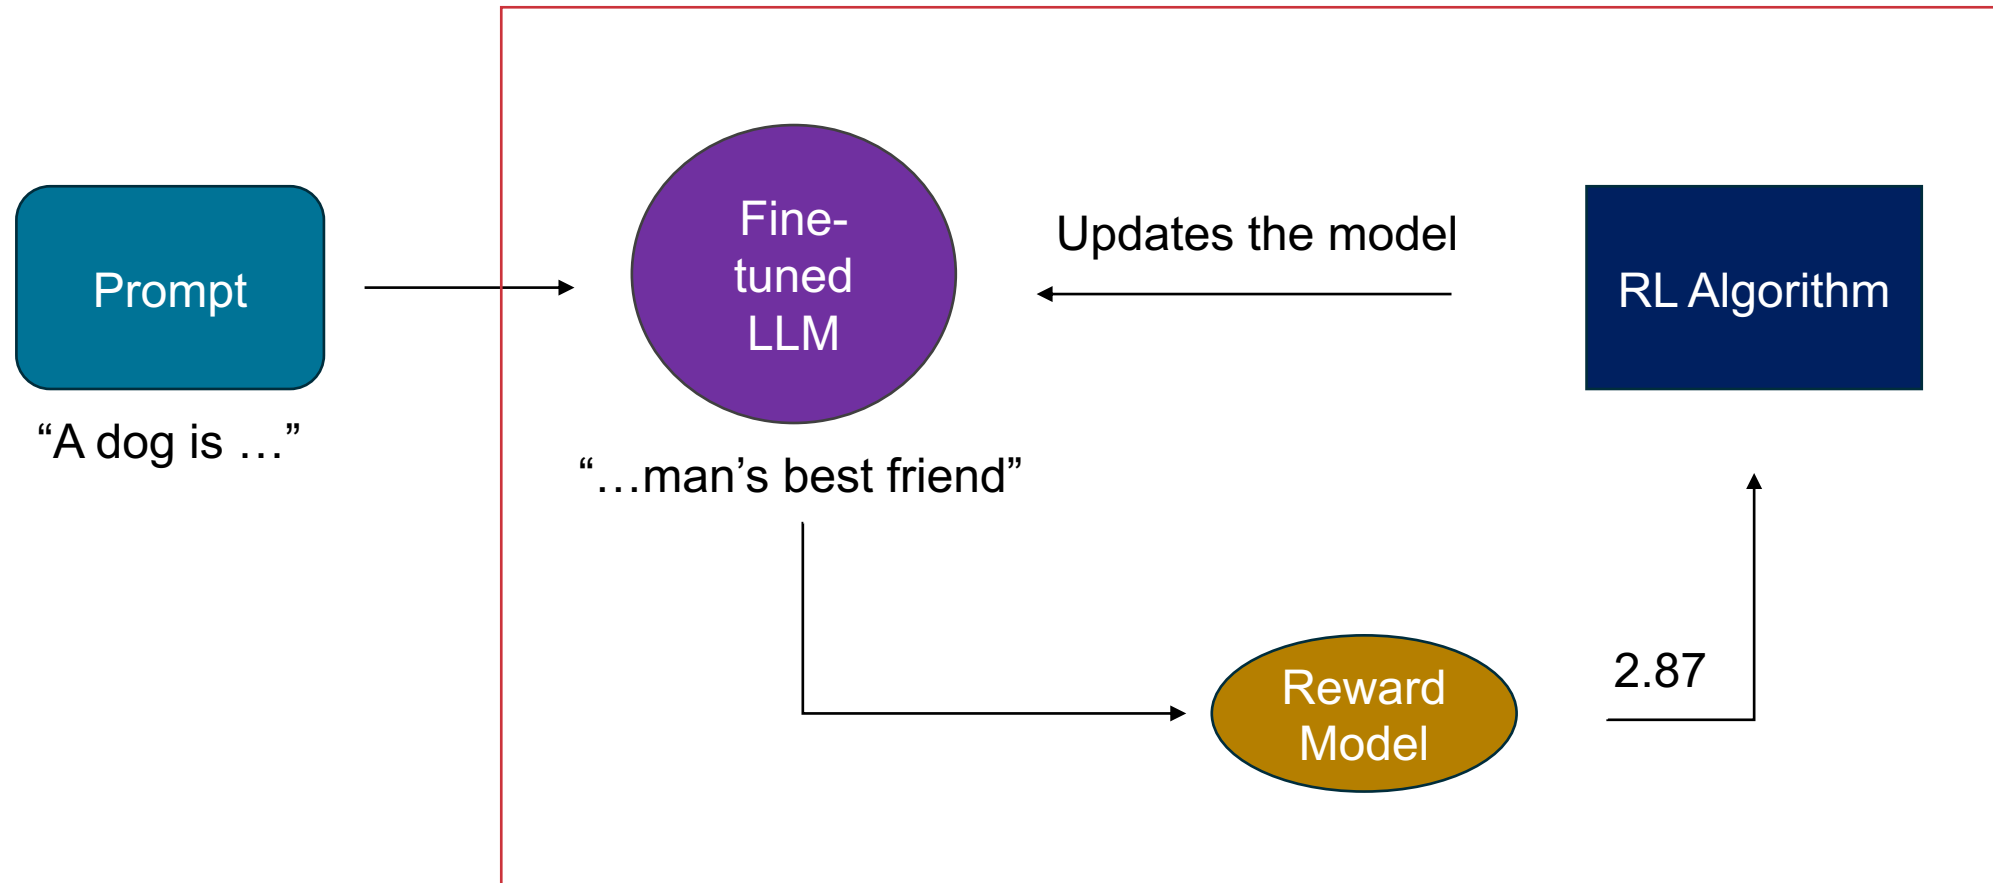 Prompt
“A dog is …”
Fine-
tuned
LLM
“…man’s best friend”
Updates the model
RL Algorithm
Reward
Model
2.87